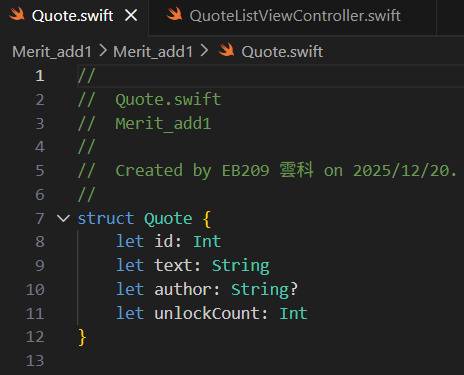 Quote.swift QuoteListViewController.swift
Merit_add1 > Merit_add1 > Quote.swift
1 //
2 //  Quote.swift
3 //  Merit_add1
4 //
5 //  Created by EB209 雲科 on 2025/12/20.
6 //
7 struct Quote {
8     let id: Int
9     let text: String
10     let author: String?
11     let unlockCount: Int
12 }
13